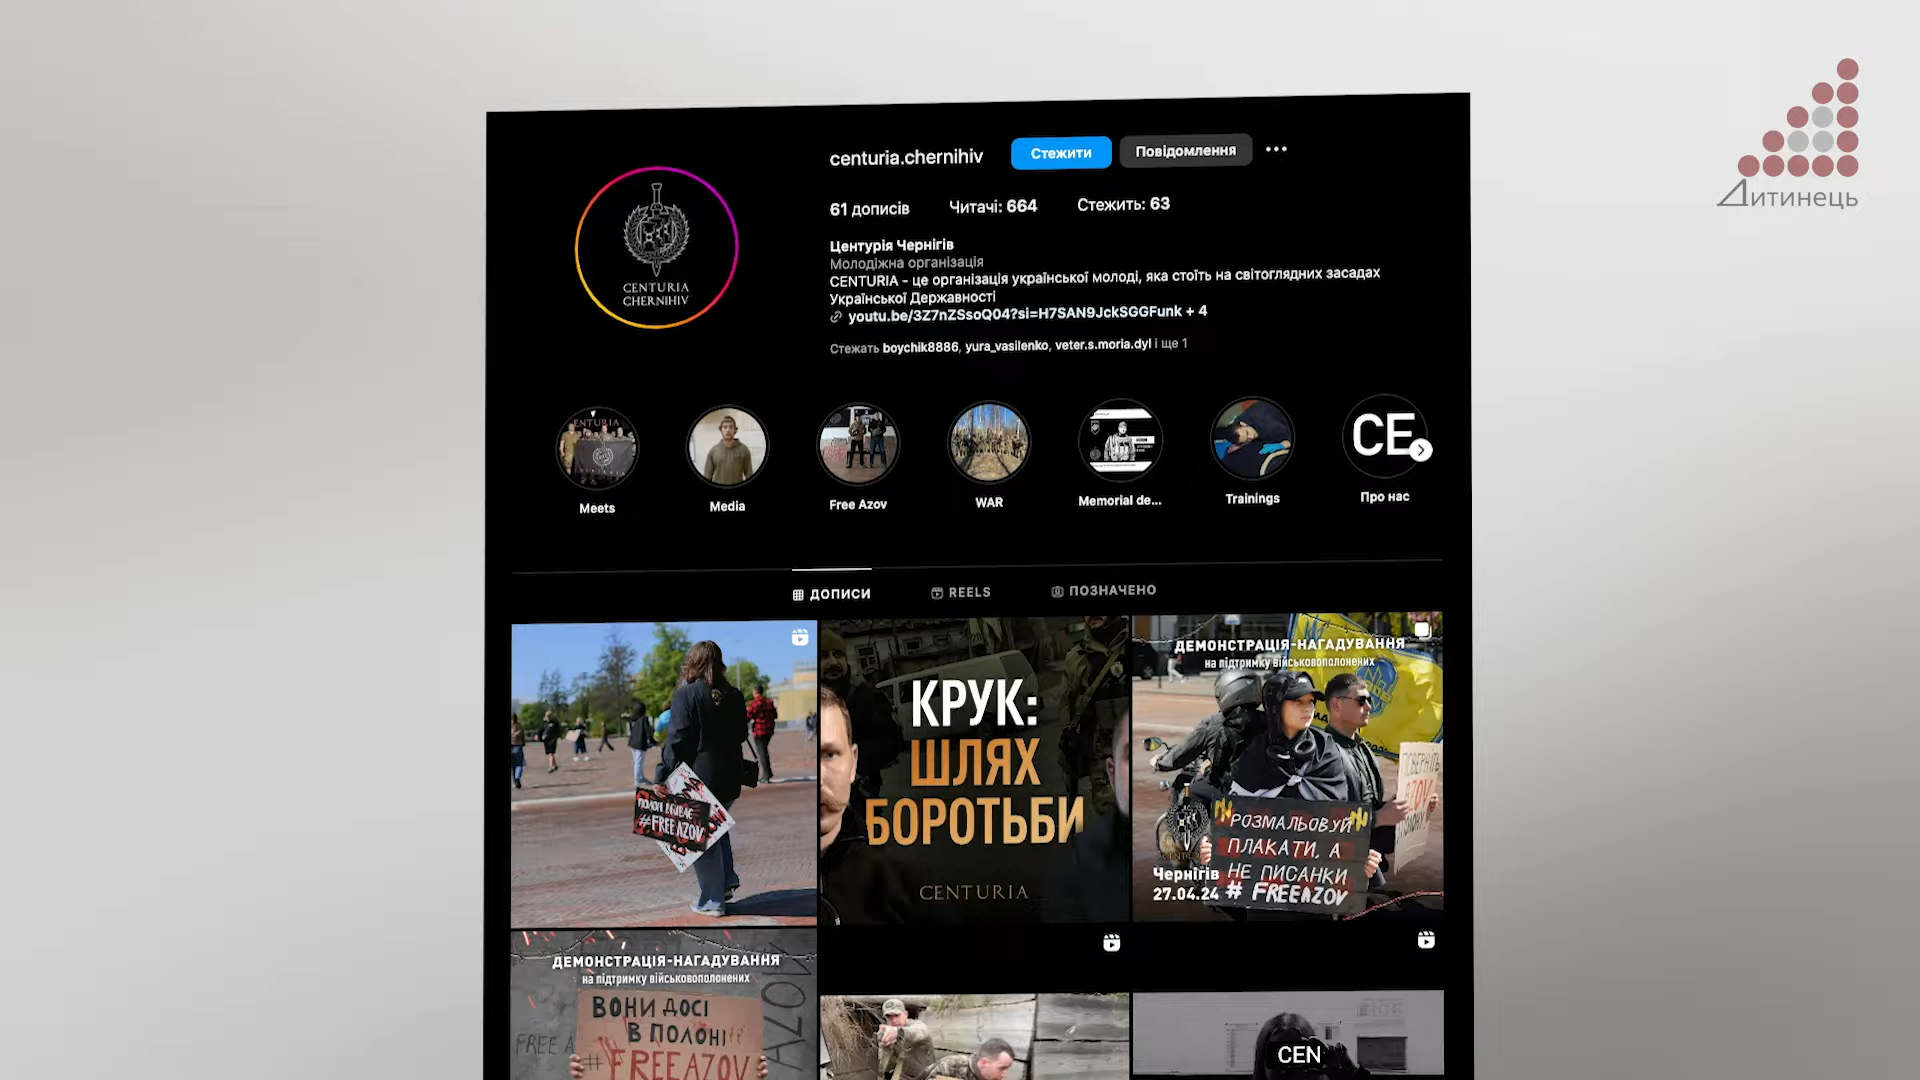 Дитинець
centuria.chernihiv
Стежити
Повідомлення
61 дописів
Читачі: 664
Стежить: 63
CENTURIA
CHERNIHIV
Центурія Чернігів
Молодіжна організація
CENTURIA - це організація української молоді, яка стоїть на світоглядних засадах
Української Державності
youtu.be/3Z7nZSsoQ04?si=H7SAN9JckSGGFunk + 4
Стежать boychik8886, yura_vasilenko, veter.s.moria.dyl і ще 1
CE
Meets
Media
Free Azov
WAR
Memorial de...
Trainings
Про нас
ДОПИСИ
REELS
ПОЗНАЧЕНО
ПОЛОН ВБИВАЄ
#FREEAZOV
КРУК:
ШЛЯХ
БОРОТЬБИ
CENTURIA
ДЕМОНСТРАЦІЯ-НАГАДУВАННЯ
на підтримку військовополонених
РОЗМАЛЬОВУЙ
ПЛАКАТИ, А
НЕ ПИСАНКИ
# FREEAZOV
Чернігів
27.04.24
ДЕМОНСТРАЦІЯ-НАГАДУВАННЯ
на підтримку військовополонених
ВОНИ ДОСІ
В ПОЛОНІ
#FREEAZOV
CEN